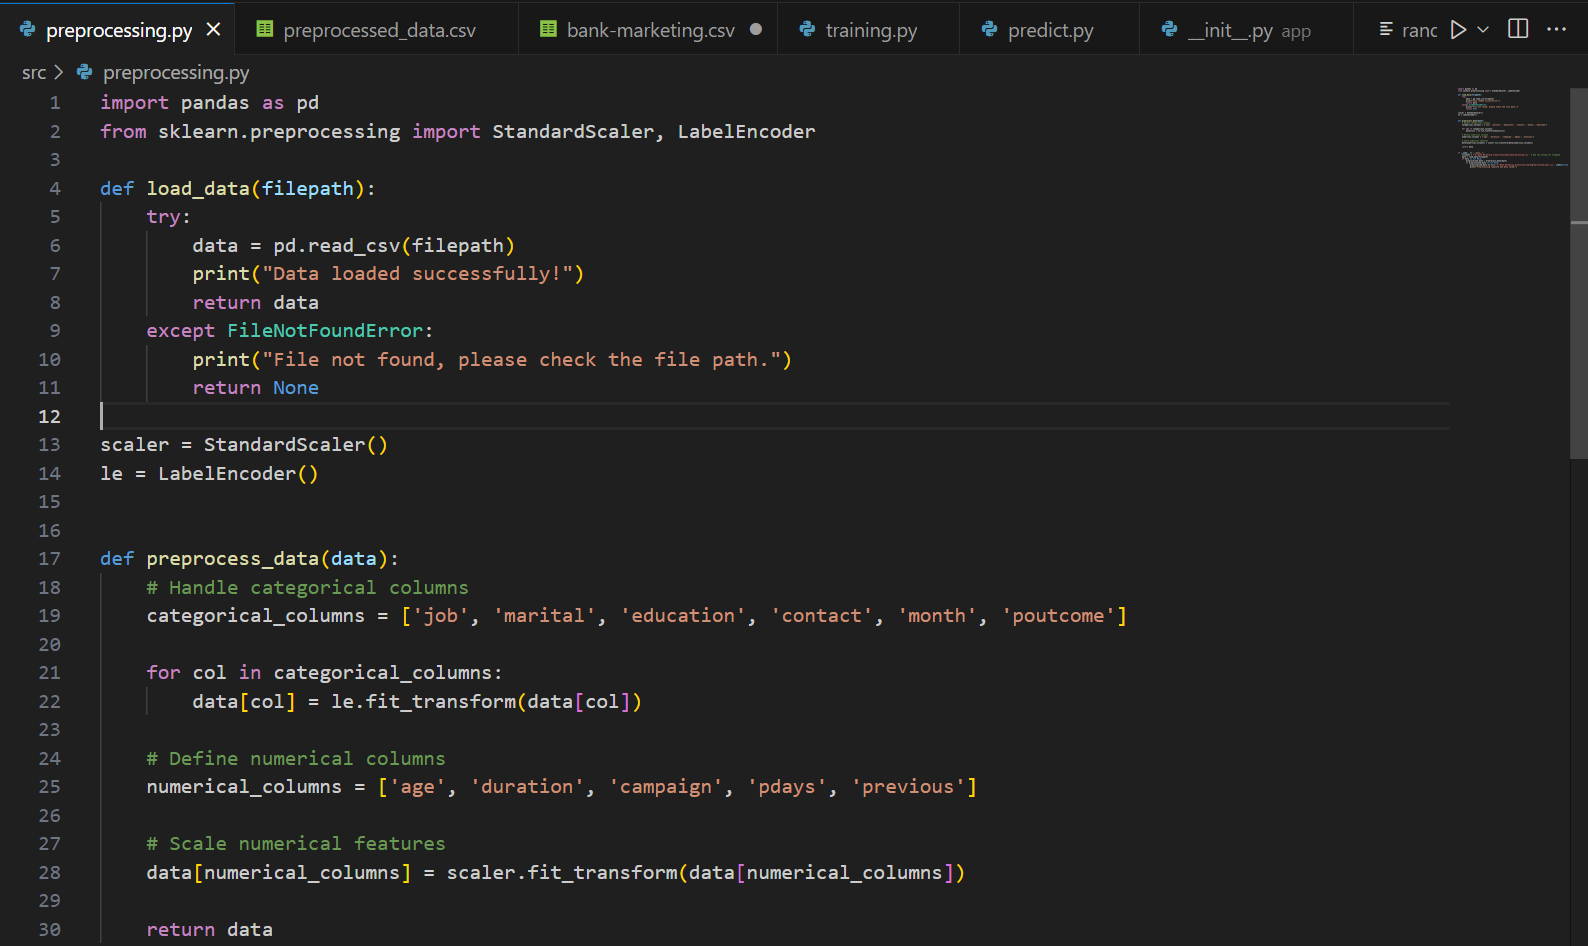 preprocessing.py
preprocessed_data.csv
bank-marketing.csv
training.py
predict.py
__init__.py app
src > preprocessing.py
1 import pandas as pd
2 from sklearn.preprocessing import StandardScaler, LabelEncoder
3
4 def load_data(filepath):
5     try:
6         data = pd.read_csv(filepath)
7         print("Data loaded successfully!")
8         return data
9     except FileNotFoundError:
10         print("File not found, please check the file path.")
11         return None
12
13 scaler = StandardScaler()
14 le = LabelEncoder()
15
16
17 def preprocess_data(data):
18     # Handle categorical columns
19     categorical_columns = ['job', 'marital', 'education', 'contact', 'month', 'poutcome']
20
21     for col in categorical_columns:
22         data[col] = le.fit_transform(data[col])
23
24     # Define numerical columns
25     numerical_columns = ['age', 'duration', 'campaign', 'pdays', 'previous']
26
27     # Scale numerical features
28     data[numerical_columns] = scaler.fit_transform(data[numerical_columns])
29
30     return data